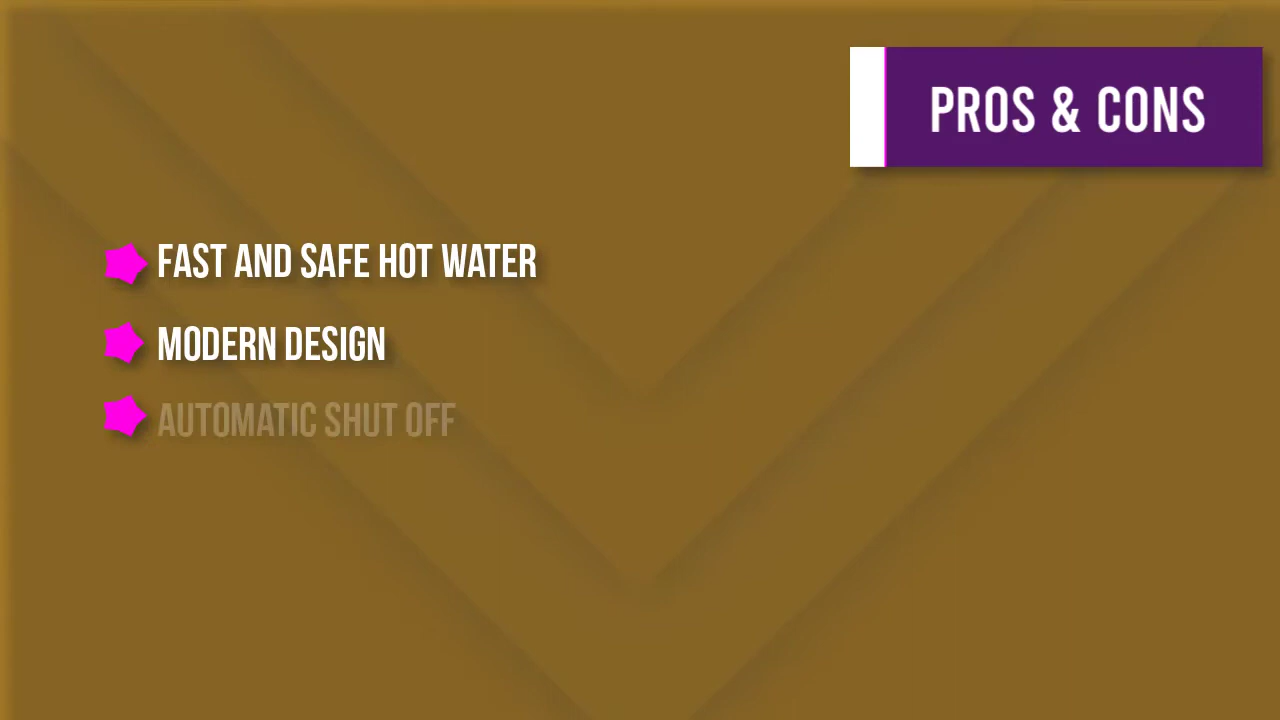 PROS & CONS
FAST AND SAFE HOT WATER
MODERN DESIGN
AUTOMATIC SHUT OFF